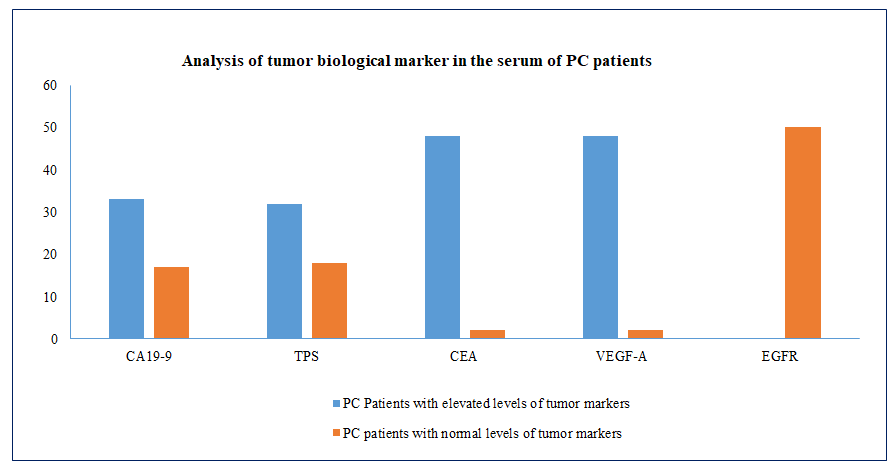 Analysis of tumor biological marker in the serum of PC patients
60
50
40
30
20
10
0
CA19-9 TPS CEA VEGF-A EGFR
PC Patients with elevated levels of tumor markers
PC patients with normal levels of tumor markers